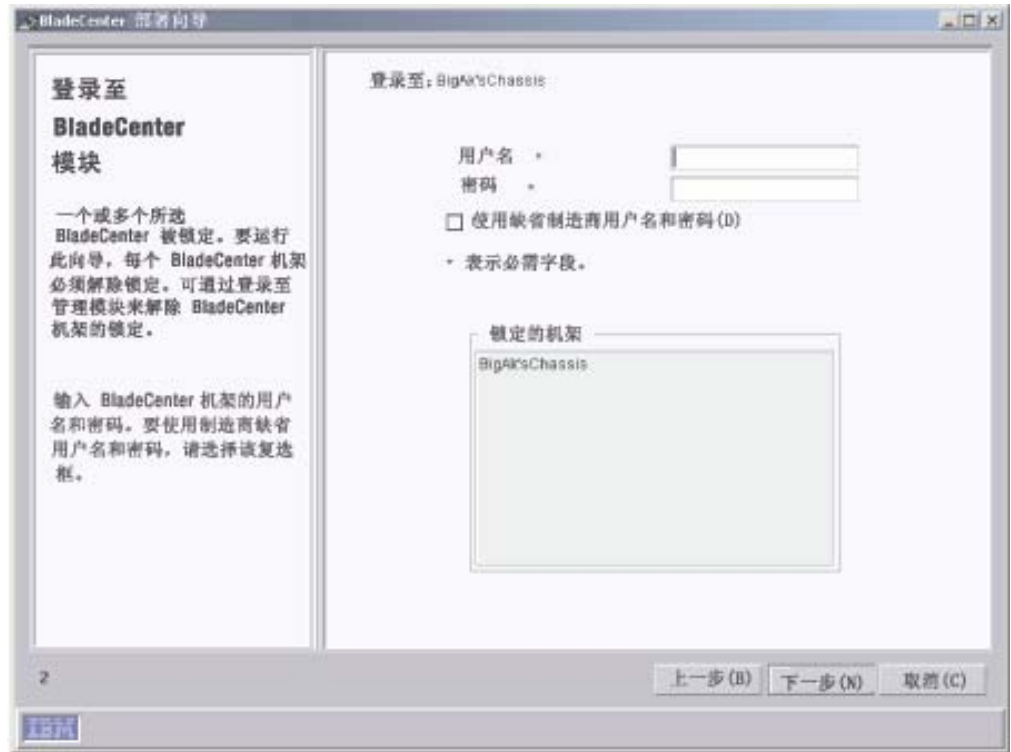 BladeCenter 部署向导
登录至
BladeCenter
模块
一个或多个所选
BladeCenter 被锁定。要运行
此向导，每个 BladeCenter 机架
必须解除锁定。可通过登录至
管理模块来解除 BladeCenter
机架的锁定。
输入 BladeCenter 机架的用户
名和密码。要使用制造商缺省
用户名和密码，请选择该复选
框。
登录至：BigAk'sChassis
用户名 *
密码 *
使用缺省制造商用户名和密码(D)
* 表示必需字段。
锁定的机架
BigAk'sChassis
2
上一步(B) 下一步(N) 取消(C)
IBM